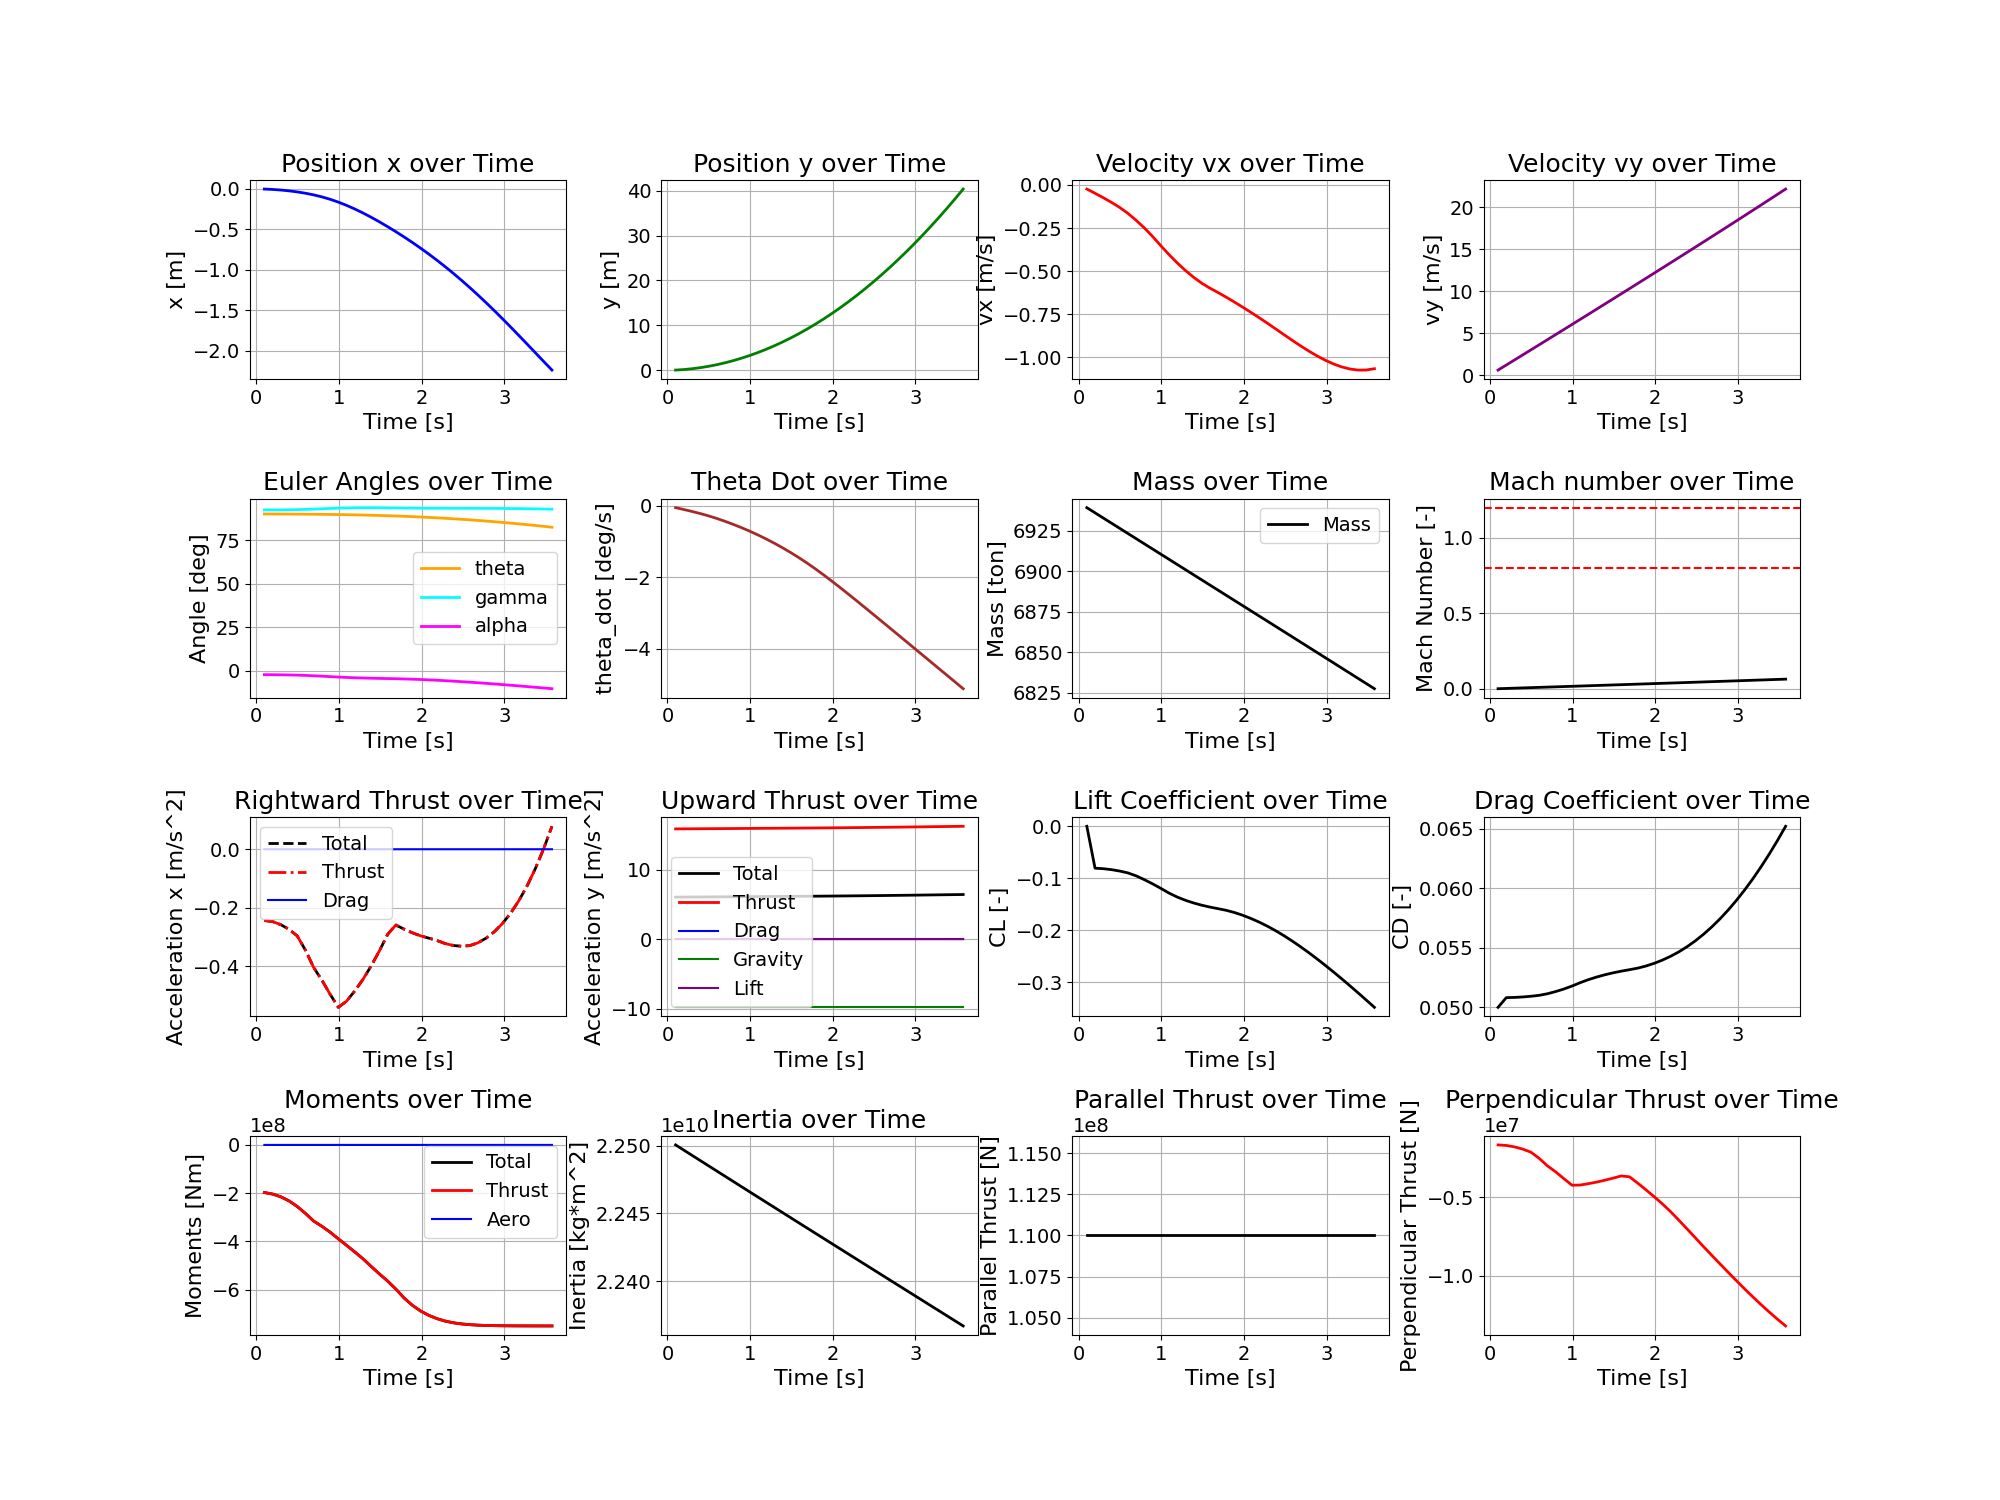 Position x over Time
x [m]
0.0
−0.5
−1.0
−1.5
−2.0
0 1 2 3
Time [s]
Position y over Time
y [m]
40
30
20
10
0
0 1 2 3
Time [s]
Velocity vx over Time
vx [m/s]
0.00
−0.25
−0.50
−0.75
−1.00
0 1 2 3
Time [s]
Velocity vy over Time
vy [m/s]
20
15
10
5
0
0 1 2 3
Time [s]
Euler Angles over Time
Angle [deg]
75
50
25
0
theta
gamma
alpha
0 1 2 3
Time [s]
Theta Dot over Time
theta_dot [deg/s]
0
−2
−4
0 1 2 3
Time [s]
Mass over Time
Mass [ton]
6925
6900
6875
6850
6825
Mass
0 1 2 3
Time [s]
Mach number over Time
Mach Number [-]
1.0
0.5
0.0
0 1 2 3
Time [s]
Rightward Thrust over Time
Acceleration x [m/s^2]
0.0
−0.2
−0.4
Total
Thrust
Drag
0 1 2 3
Time [s]
Upward Thrust over Time
Acceleration y [m/s^2]
10
0
−10
Total
Thrust
Drag
Gravity
Lift
0 1 2 3
Time [s]
Lift Coefficient over Time
CL [-]
0.0
−0.1
−0.2
−0.3
0 1 2 3
Time [s]
Drag Coefficient over Time
CD [-]
0.065
0.060
0.055
0.050
0 1 2 3
Time [s]
Moments over Time
1e8
Moments [Nm]
0
−2
−4
−6
Total
Thrust
Aero
0 1 2 3
Time [s]
Inertia over Time
1e10
Inertia [kg*m^2]
2.250
2.245
2.240
0 1 2 3
Time [s]
Parallel Thrust over Time
1e8
Parallel Thrust [N]
1.150
1.125
1.100
1.075
1.050
0 1 2 3
Time [s]
Perpendicular Thrust over Time
1e7
Perpendicular Thrust [N]
−0.5
−1.0
0 1 2 3
Time [s]